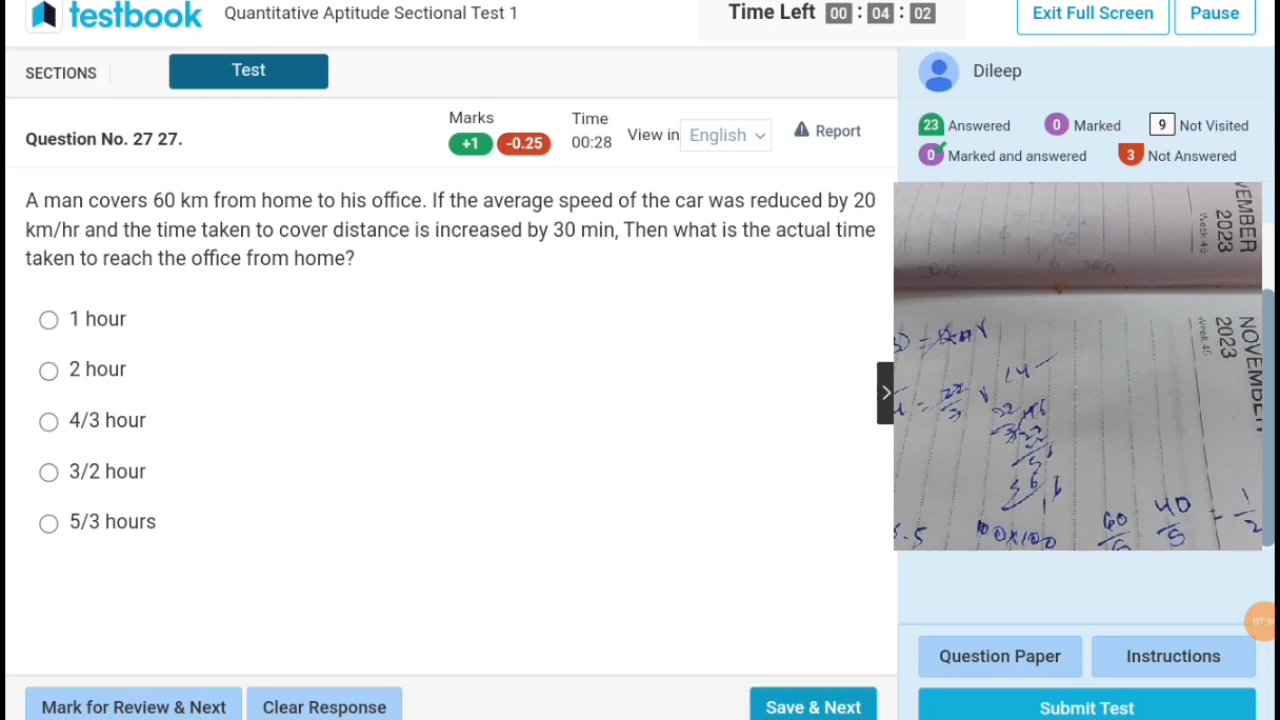 testbook
Quantitative Aptitude Sectional Test 1
Time Left 00 : 04 : 02
Exit Full Screen
Pause
SECTIONS
Test
Dileep
Question No. 27 27.
Marks
+1 -0.25
Time
00:28
View in English
Report
23 Answered
0 Marked
9 Not Visited
0 Marked and answered
3 Not Answered
A man covers 60 km from home to his office. If the average speed of the car was reduced by 20
km/hr and the time taken to cover distance is increased by 30 min, Then what is the actual time
taken to reach the office from home?
1 hour
2 hour
4/3 hour
3/2 hour
5/3 hours
VEMBER
2023
NOVEMBER
2023
Week 46
100x100
60
40
Question Paper
Instructions
Mark for Review & Next
Clear Response
Save & Next
Submit Test